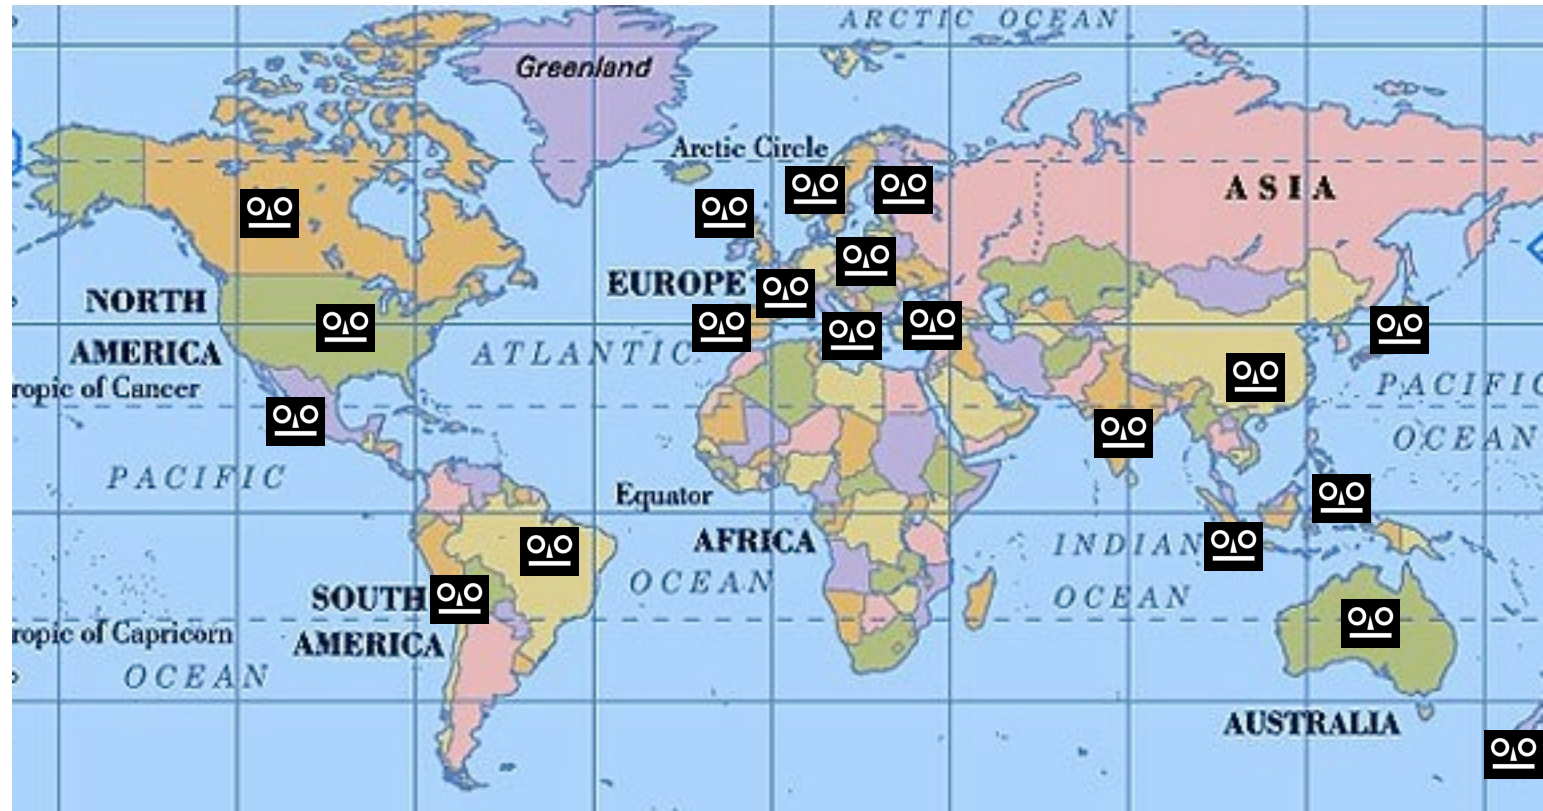 ARCTIC OCEAN
Greenland
Arctic Circle
ASIA
EUROPE
NORTH
AMERICA
ATLANTIC
ropic of Cancer
PACIFIC
OCEAN
PACIFIC
Equator
AFRICA
INDIAN
OCEAN
OCEAN
SOUTH
AMERICA
ropic of Capricorn
OCEAN
AUSTRALIA